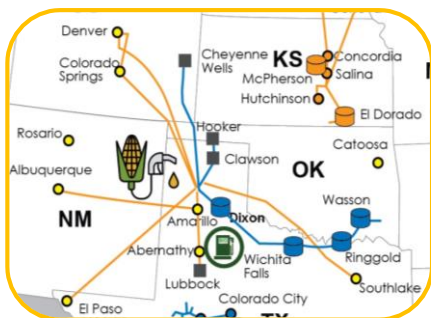 Denver
Colorado
Springs
Cheyenne
Wells
KS
Concordia
Salina
McPherson
Hutchinson
El Dorado
Hooker
Clawson
Rosario
Albuquerque
NM
OK
Catoosa
Wasson
Amarillo
Dixon
Abernathy
Wichita
Falls
Ringgold
Lubbock
Southlake
El Paso
Colorado City